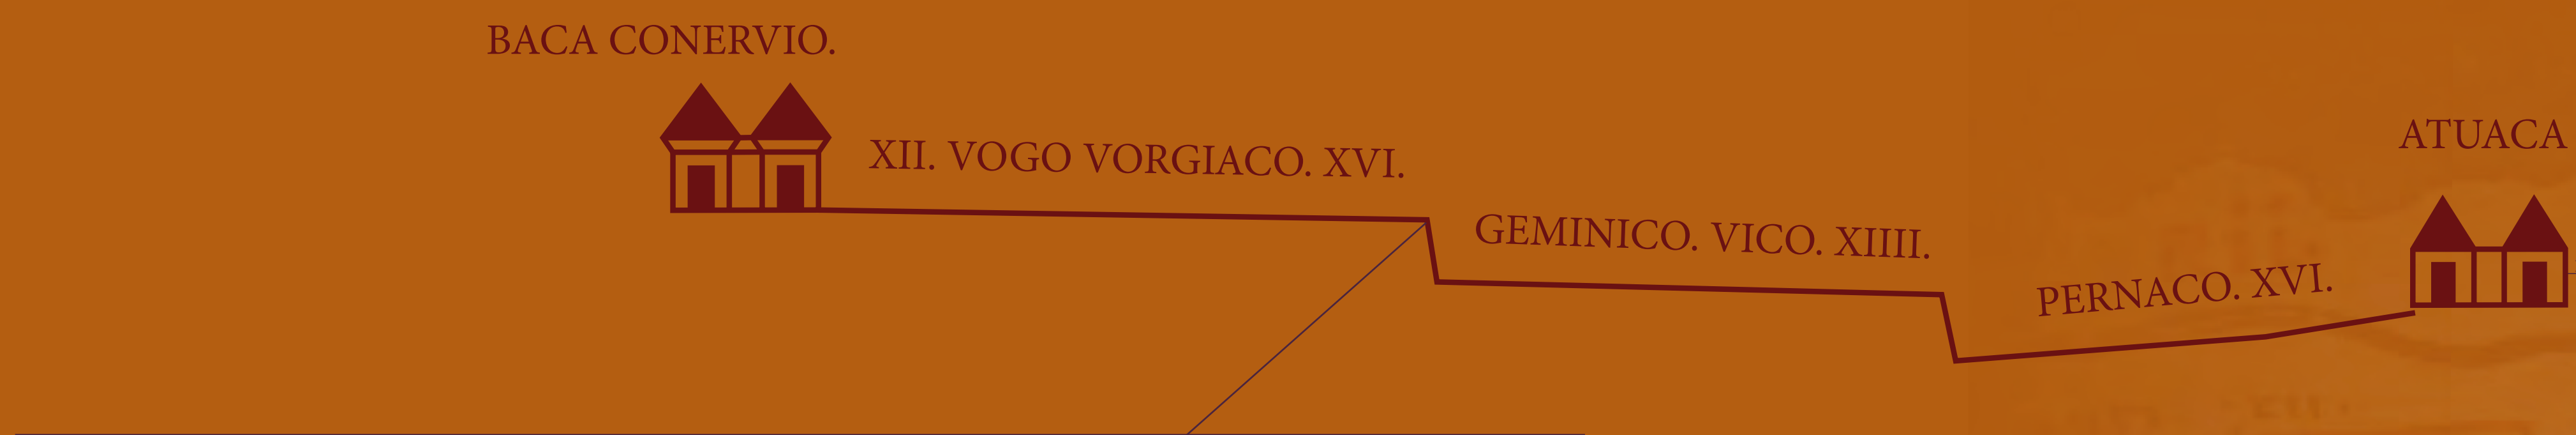 BACA CONERVIO.
XII. VOGO VORGIACO. XVI.
GEMINICO. VICO. XIIII.
PERNACO. XVI.
ATUACA